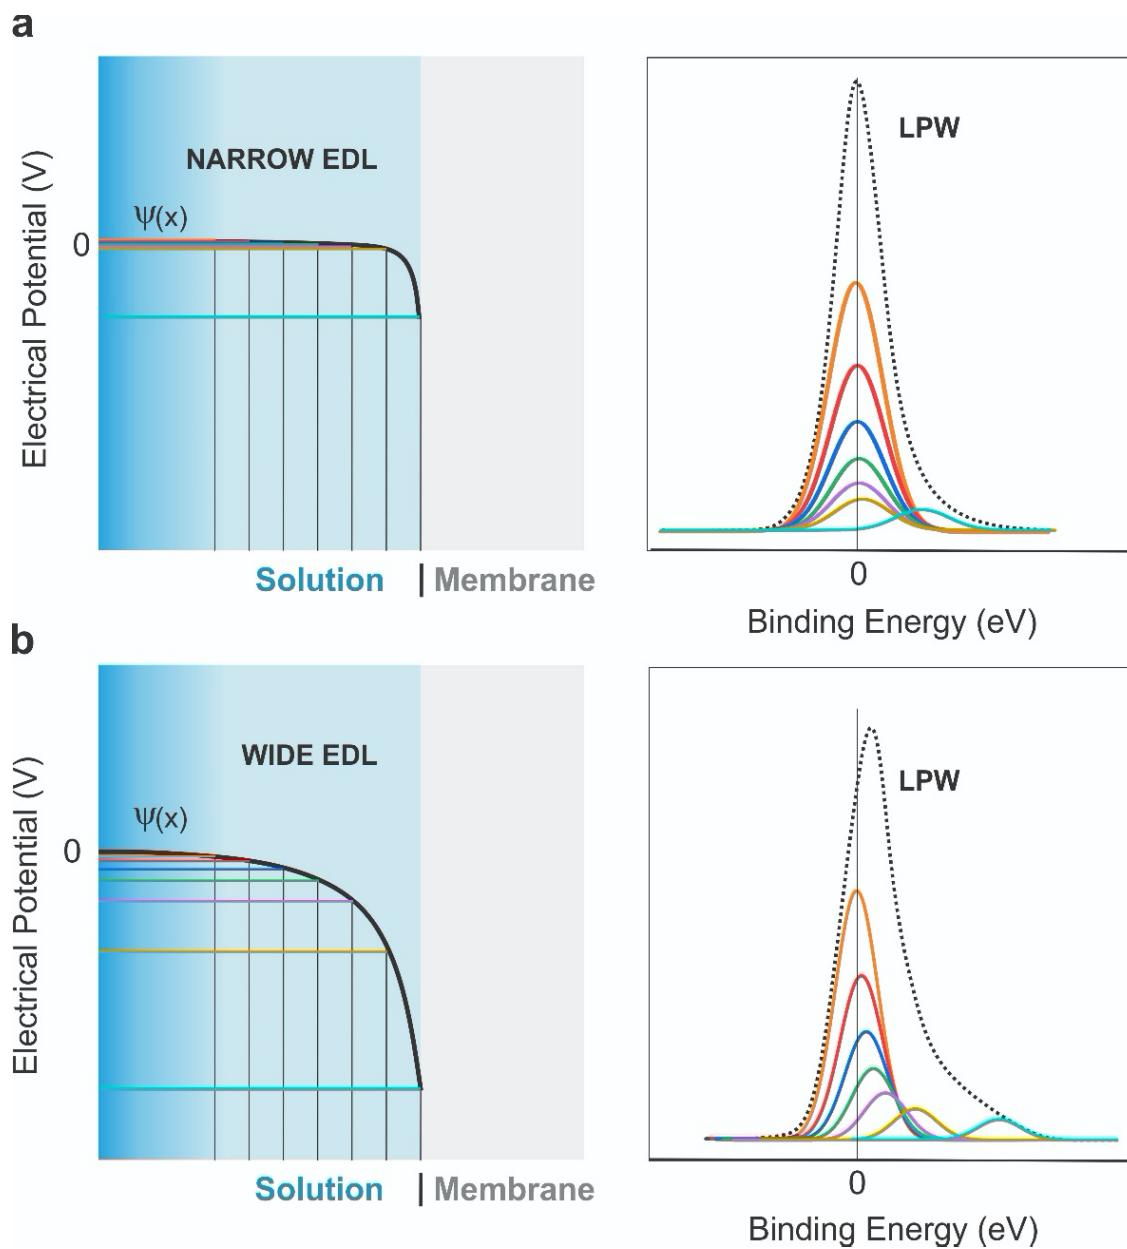 a
NARROW EDL
Ψ(x)
0
Electrical Potential (V)
Solution | Membrane
LPW
0
Binding Energy (eV)
b
WIDE EDL
Ψ(x)
0
Electrical Potential (V)
Solution | Membrane
LPW
0
Binding Energy (eV)